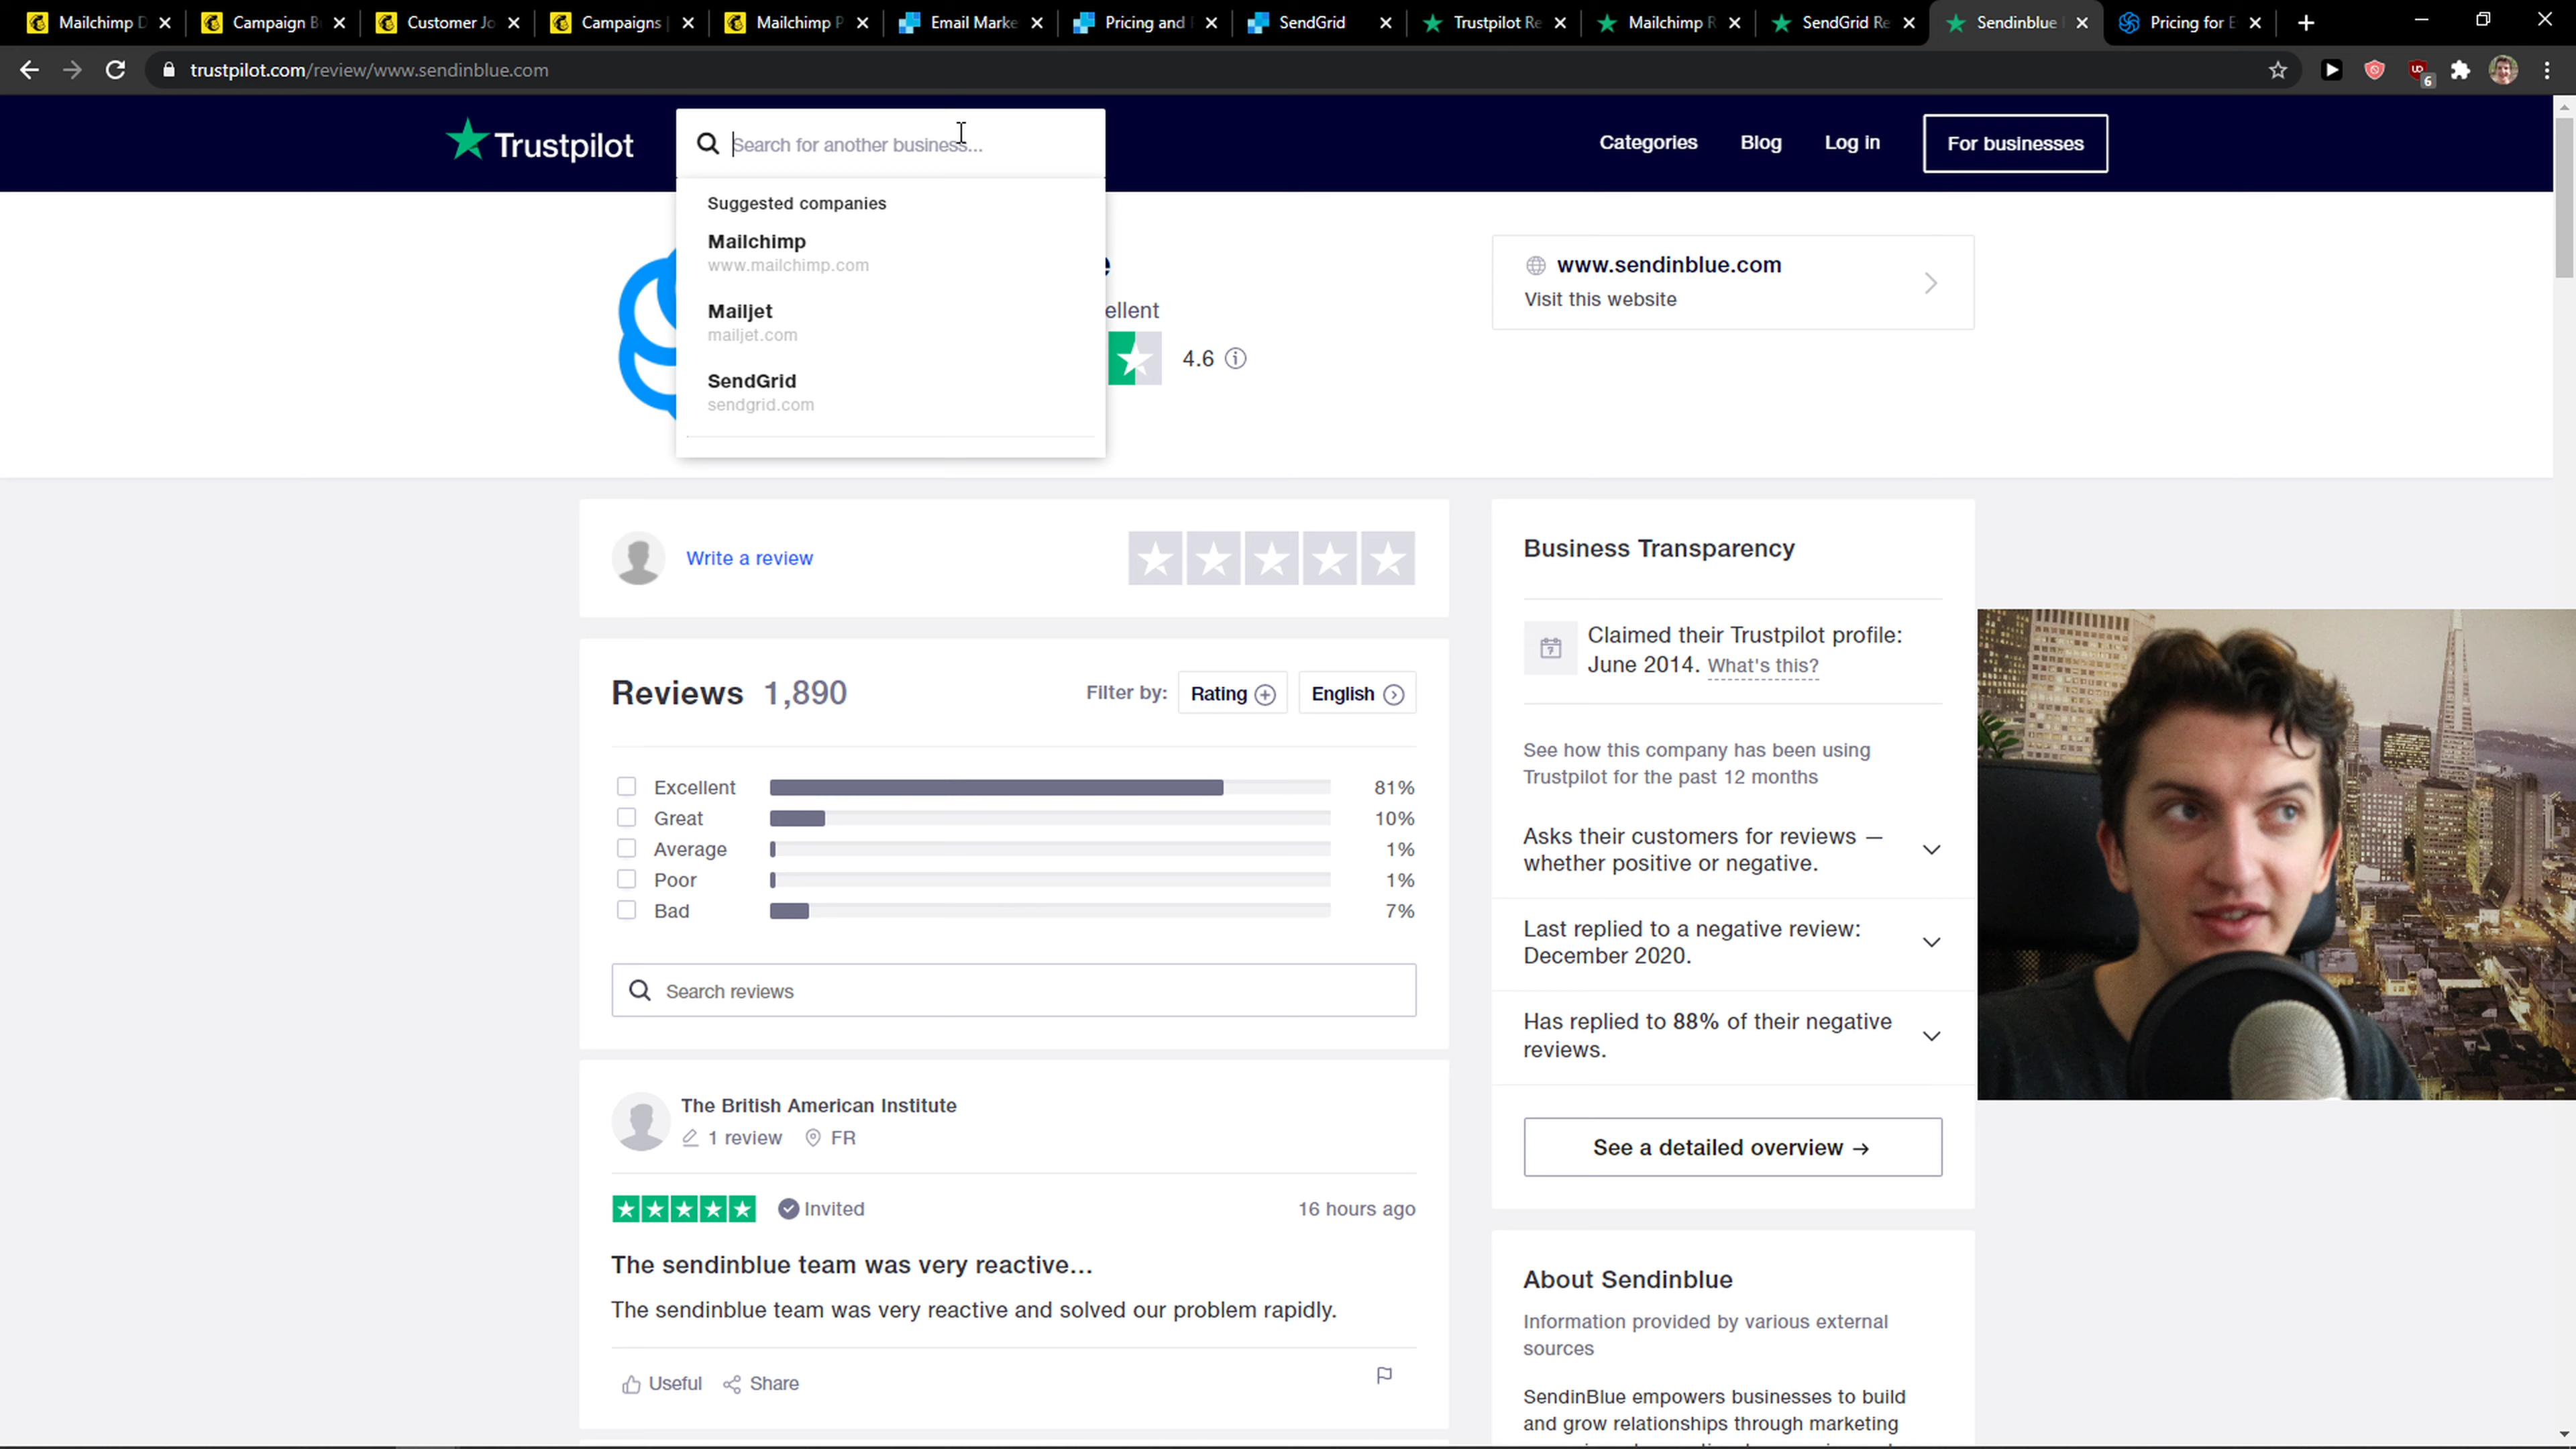 Mailchimp D
Campaign B
Customer Jo
Campaigns
Mailchimp P
Email Marke
Pricing and
SendGrid
Trustpilot Re
Mailchimp R
SendGrid Re
Sendinblue
Pricing for E
trustpilot.com/review/www.sendinblue.com
6
Trustpilot
Search for another business...
Categories
Blog
Log in
For businesses
Suggested companies
Mailchimp
www.mailchimp.com
Mailjet
mailjet.com
SendGrid
sendgrid.com
e
ellent
4.6
www.sendinblue.com
Visit this website
Write a review
Reviews 1,890
Filter by:
Rating
English
Excellent 81%
Great 10%
Average 1%
Poor 1%
Bad 7%
Search reviews
The British American Institute
1 review FR
Invited
16 hours ago
The sendinblue team was very reactive...
The sendinblue team was very reactive and solved our problem rapidly.
Useful
Share
Business Transparency
Claimed their Trustpilot profile:
June 2014. What's this?
See how this company has been using
Trustpilot for the past 12 months
Asks their customers for reviews —
whether positive or negative.
Last replied to a negative review:
December 2020.
Has replied to 88% of their negative
reviews.
See a detailed overview →
About Sendinblue
Information provided by various external
sources
SendinBlue empowers businesses to build
and grow relationships through marketing